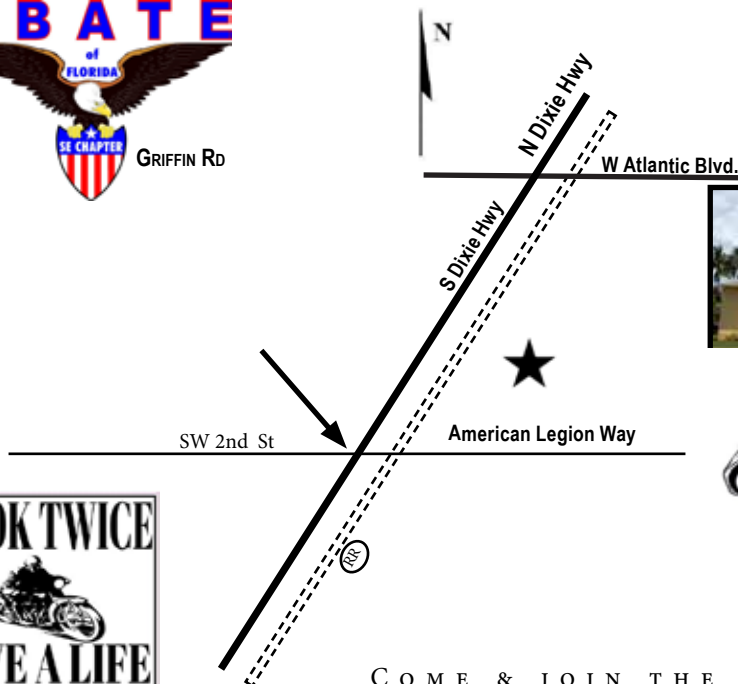 BATE
of
FLORIDA
SE CHAPTER
GRIFFIN RD
N
N Dixie Hwy
W Atlantic Blvd.
S Dixie Hwy
SW 2nd St
American Legion Way
RR
OK TWICE
VE A LIFE
COME & JOIN THE